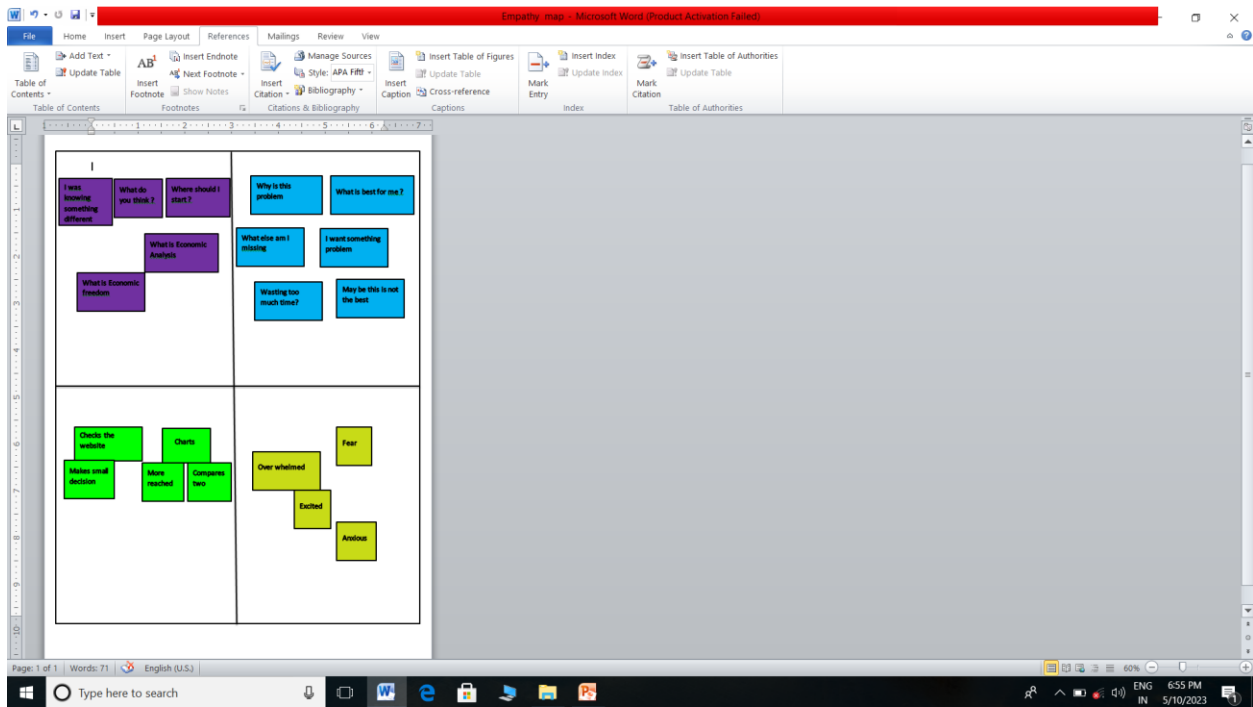 Empathy map - Microsoft Word (Product Activation Failed)
File Home Insert Page Layout References Mailings Review View
Table of Contents
Add Text
Update Table
Table of Contents
AB1
Insert Footnote
Insert Endnote
Next Footnote
Show Notes
Footnotes
Insert Citation
Manage Sources
Style: APA Fifth
Bibliography
Citations & Bibliography
Insert Caption
Insert Table of Figures
Update Table
Cross-reference
Captions
Mark Entry
Insert Index
Update Index
Index
Mark Citation
Insert Table of Authorities
Update Table
Table of Authorities
I was
knowing
something
different
What do
you think ?
Where should I
start ?
What is Economic
Analysis
What is Economic
freedom
Why is this
problem
What is best for me ?
What else am I
missing
I want something
problem
Wasting too
much time?
May be this is not
the best
Checks the
website
Charts
Makes small
decision
More
reached
Compares
two
Fear
Over whelmed
Excited
Anxious
Page: 1 of 1 Words: 71 English (U.S.) 60%
Type here to search
ENG
IN
6:55 PM
5/10/2023